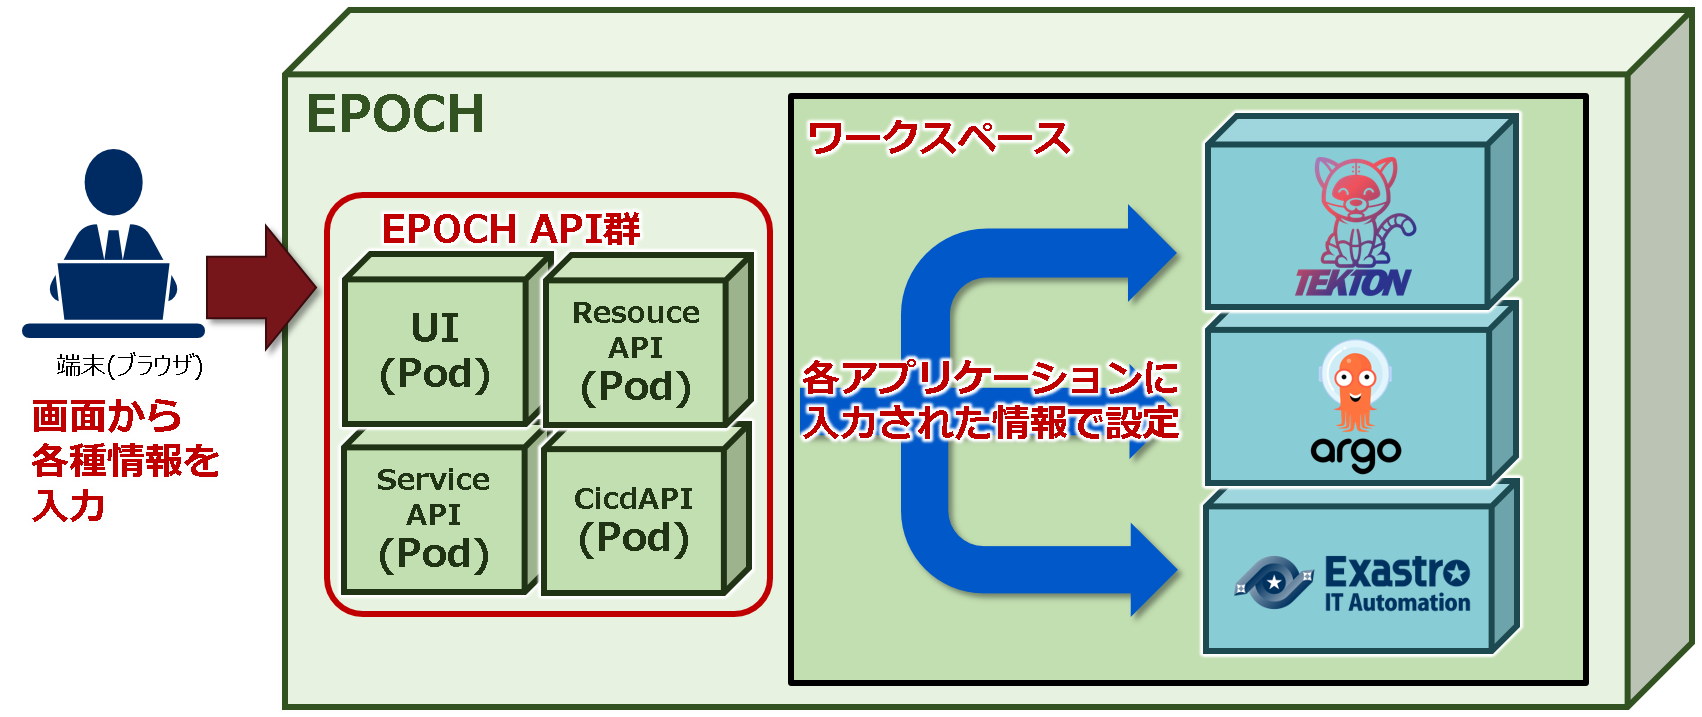 EPOCH
ワークスペース
EPOCH API群
UI
(Pod)
Resouce
API
(Pod)
Service
API
(Pod)
CicdAPI
(Pod)
端末(ブラウザ)
画面から
各種情報を
入力
各アプリケーションに
入力された情報で設定
TEKTON
argo
Exastro
IT Automation